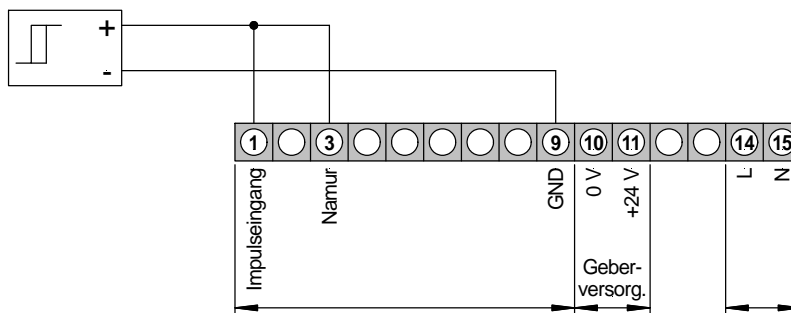 +
-
1 3 9 10 11 14 15
Impulseingang
Namur
GND
0 V
+24 V
L
N
Geber-
versorg.